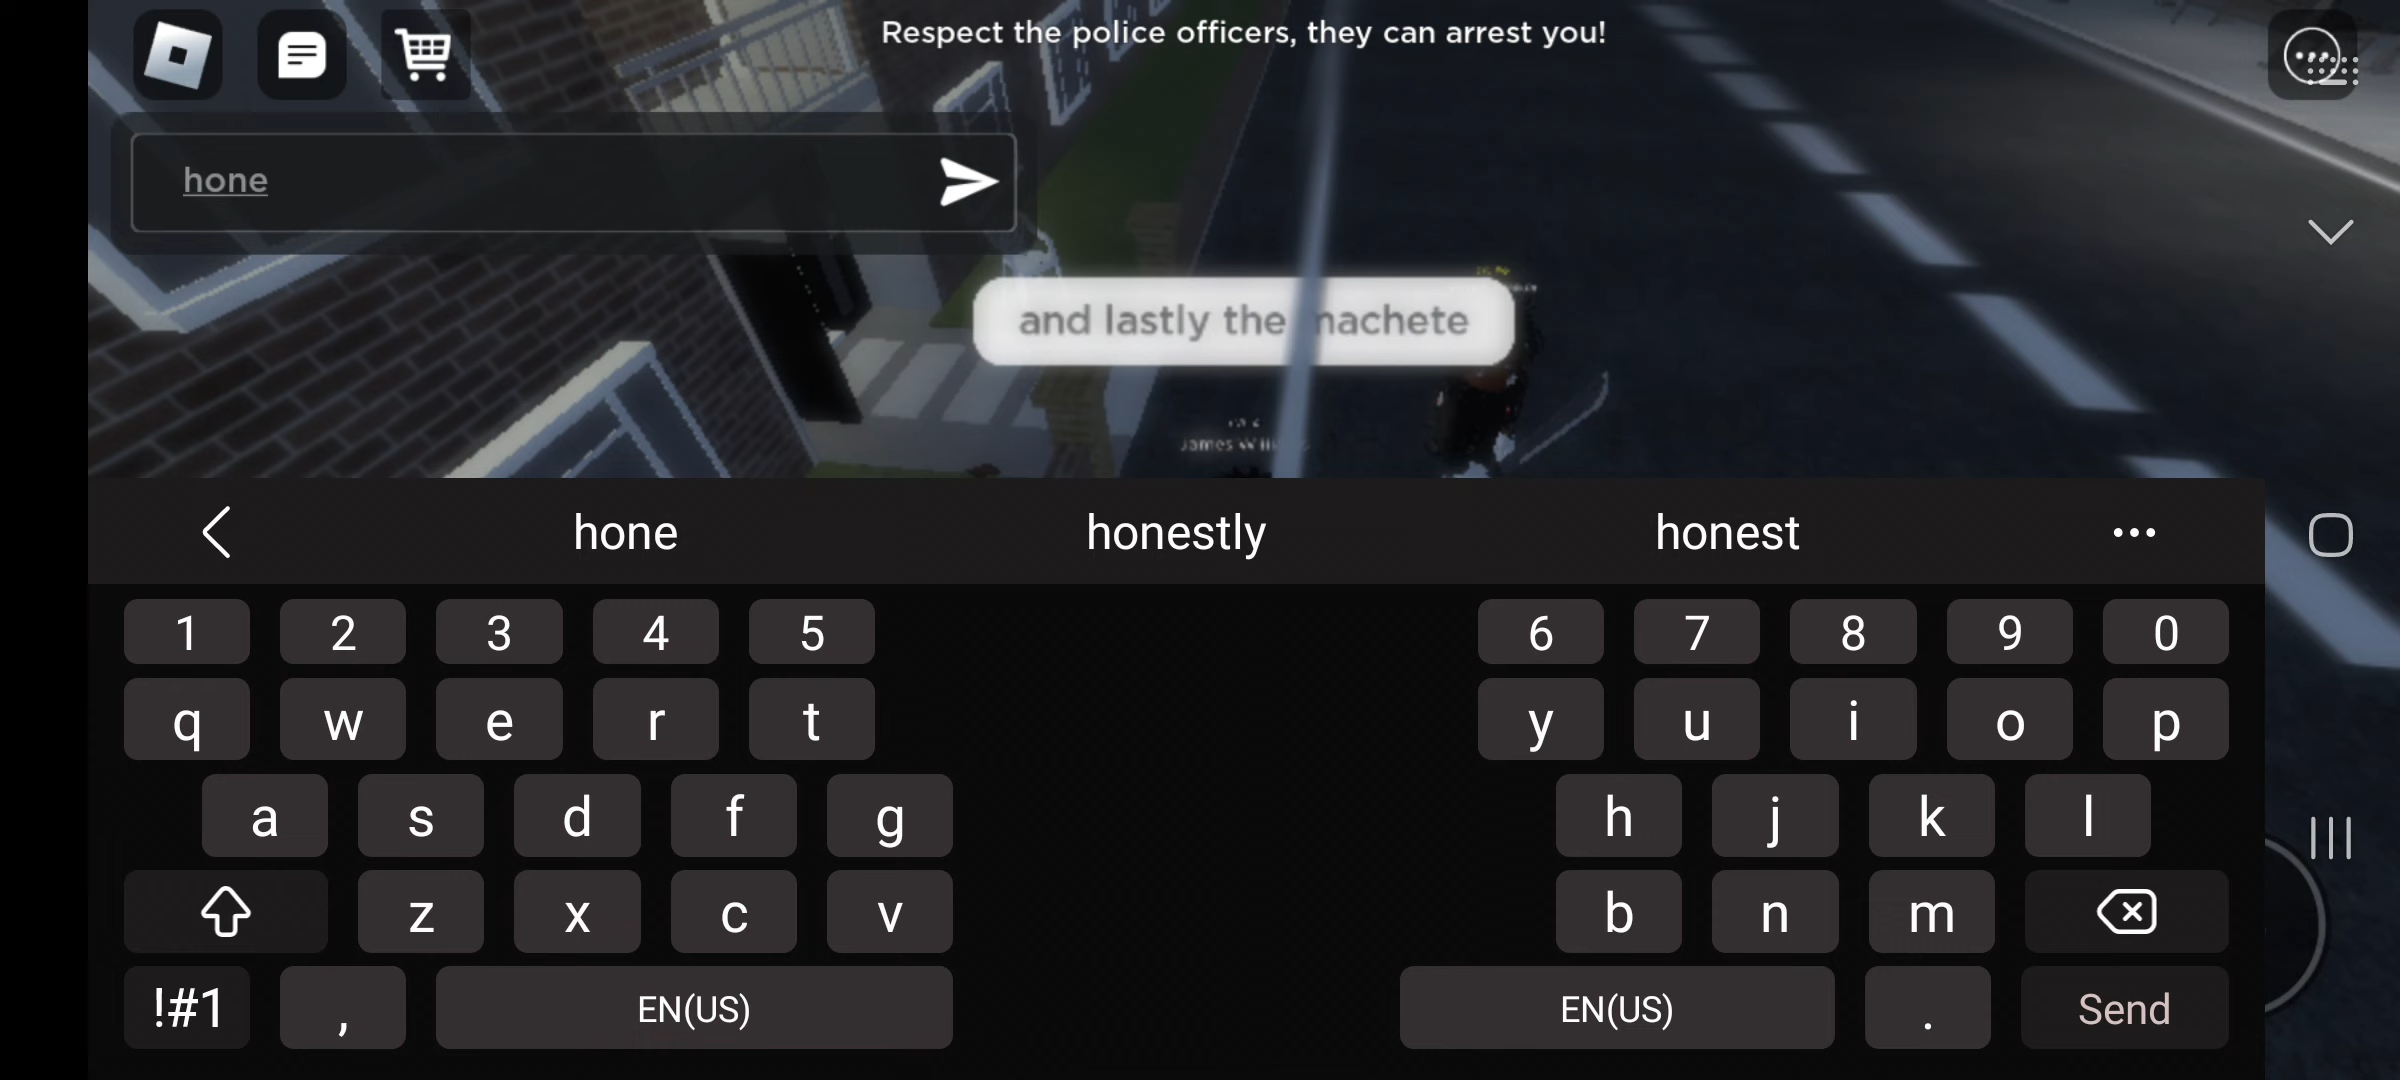 Respect the police officers, they can arrest you!
hone
and lastly the machete
James
hone honestly honest
1 2 3 4 5 6 7 8 9 0
q w e r t y u i o p
a s d f g h j k l
z x c v b n m
!#1 , EN(US) EN(US) . Send